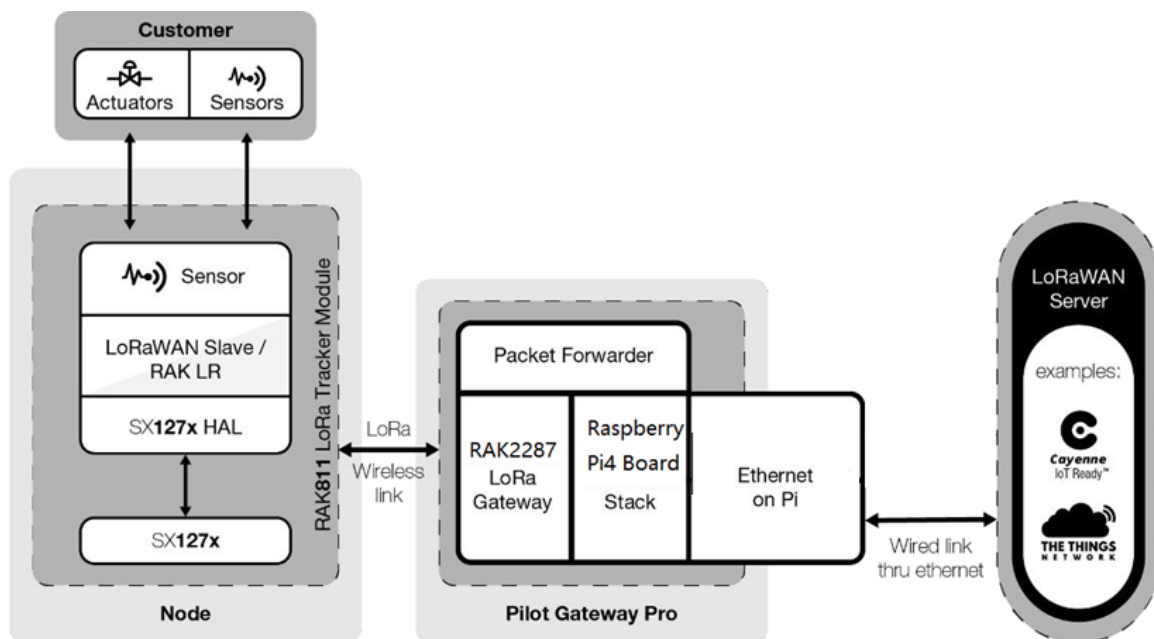 Customer
Actuators
Sensors
Sensor
LoRaWAN Slave /
RAK LR
SX127x HAL
SX127x
RAK811 LoRa Tracker Module
Node
LoRa
Wireless
link
Packet Forwarder
RAK2287
LoRa
Gateway
Raspberry
Pi4 Board
Stack
Ethernet
on Pi
Pilot Gateway Pro
Wired link
thru ethernet
LoRaWAN
Server
examples:
Cayenne
IoT Ready™
THE THINGS
NETWORK